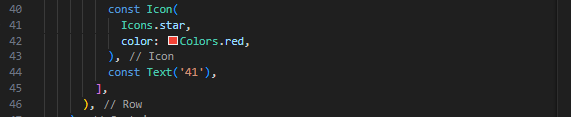 40 const Icon(
41 Icons.star,
42 color: Colors.red,
43 ), // Icon
44 const Text('41'),
45 ],
46 ), // Row